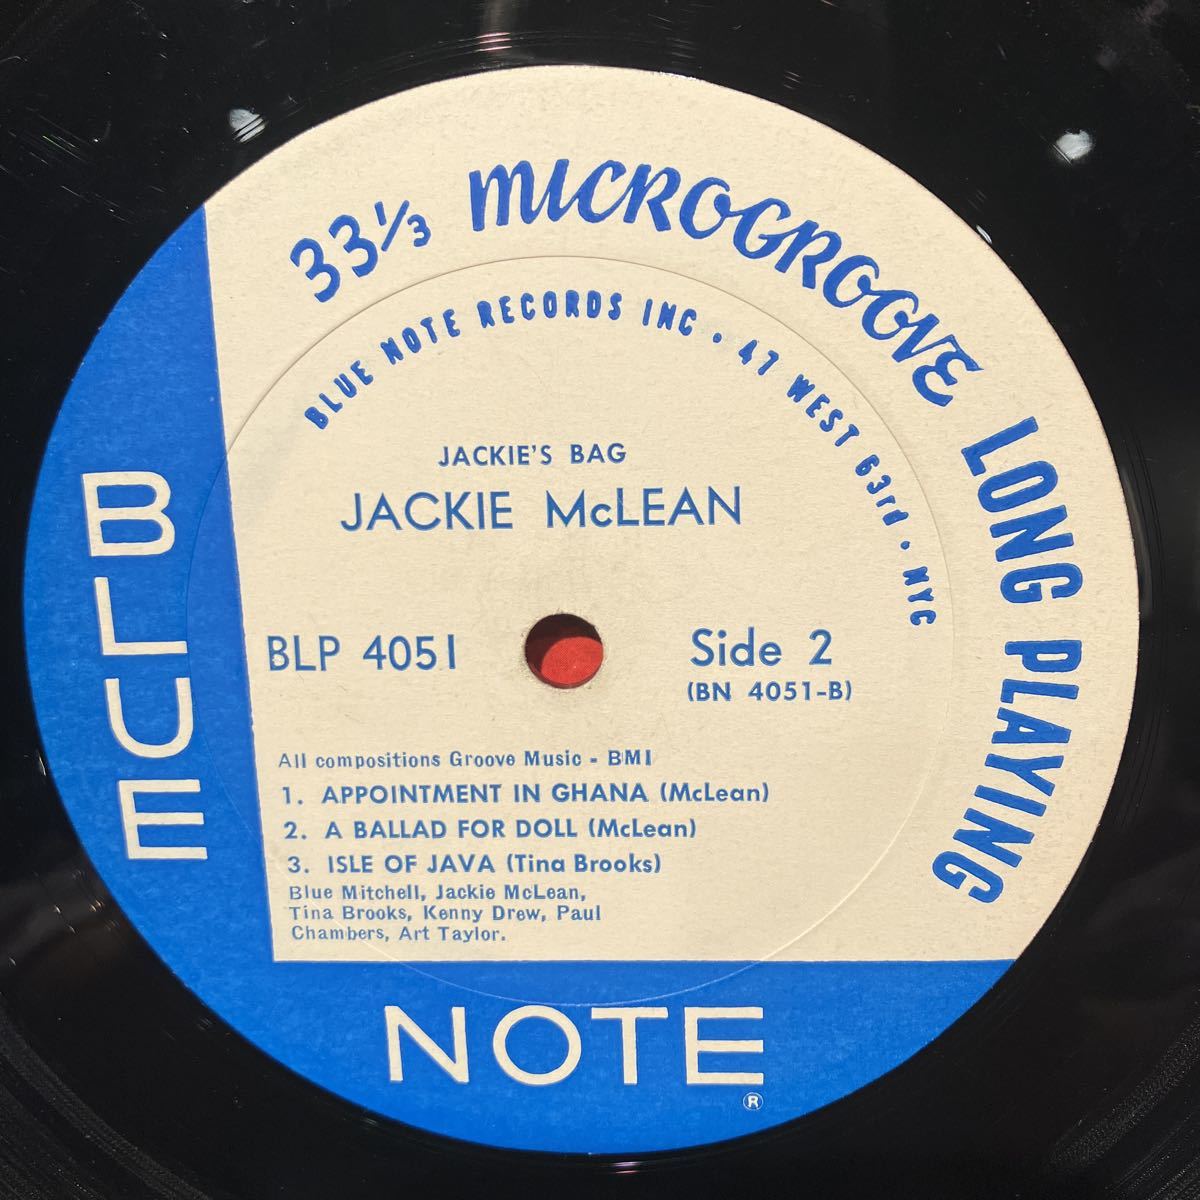 33⅓ MICROGROOVE LONG PLAYING
BLUE NOTE RECORDS INC • 47 WEST 63rd • NYC
JACKIE'S BAG
JACKIE McLEAN
BLP 4051
Side 2
(BN 4051-B)
All compositions Groove Music - BMI
1. APPOINTMENT IN GHANA (McLean)
2. A BALLAD FOR DOLL (McLean)
3. ISLE OF JAVA (Tina Brooks)
Blue Mitchell, Jackie McLean,
Tina Brooks, Kenny Drew, Paul
Chambers, Art Taylor.
BLUE
NOTE
®